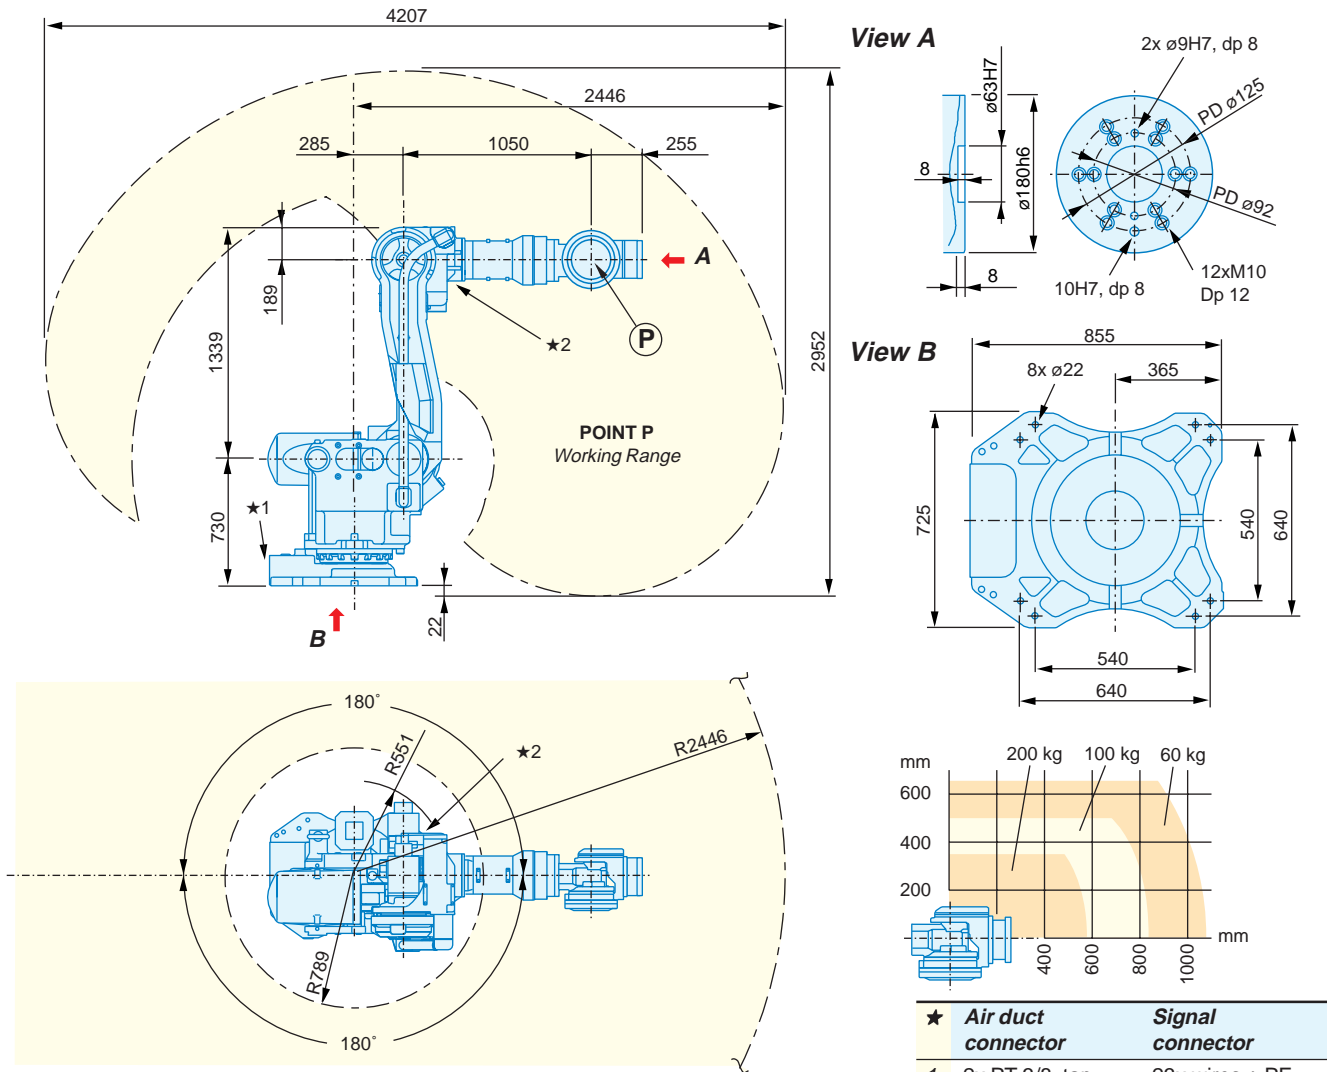 4207
2446
285
1050
255
189
1339
730
2952
22
A
★2
P
POINT P
Working Range
★1
B
View A
2x ø9H7, dp 8
ø63H7
ø180h6
8
8
PD ø125
PD ø92
12xM10
Dp 12
10H7, dp 8
View B
855
365
8x ø22
725
540
640
540
640
180°
R551
★2
R2446
R789
180°
mm
200 kg
100 kg
60 kg
600
400
200
mm
400
600
800
1000
★ Air duct connector Signal connector